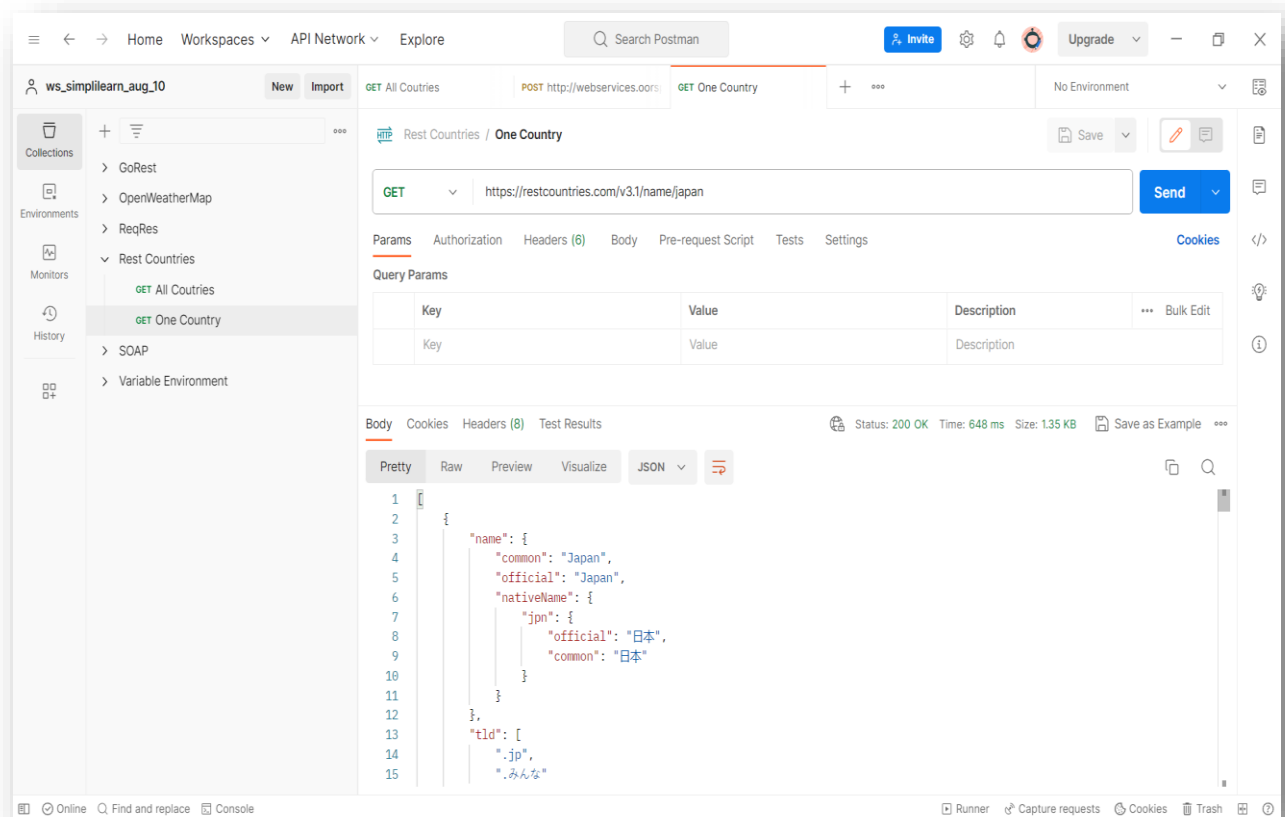 Home Workspaces API Network Explore Search Postman Invite Upgrade
ws_simplilearn_aug_10 New Import GET All Coutries POST http://webservices.oors GET One Country No Environment
Collections
Environments
Monitors
History
GoRest
OpenWeatherMap
ReqRes
Rest Countries
GET All Coutries
GET One Country
SOAP
Variable Environment
HTTP Rest Countries / One Country Save
GET https://restcountries.com/v3.1/name/japan Send
Params Authorization Headers (6) Body Pre-request Script Tests Settings Cookies
Query Params
Key Value Description Bulk Edit
Key Value Description
Body Cookies Headers (8) Test Results Status: 200 OK Time: 648 ms Size: 1.35 KB Save as Example
Pretty Raw Preview Visualize JSON
1 [
2 {
3 "name": {
4 "common": "Japan",
5 "official": "Japan",
6 "nativeName": {
7 "jpn": {
8 "official": "日本",
9 "common": "日本"
10 }
11 }
12 },
13 "tld": [
14 ".jp",
15 ".みんな"
Online Find and replace Console Runner Capture requests Cookies Trash